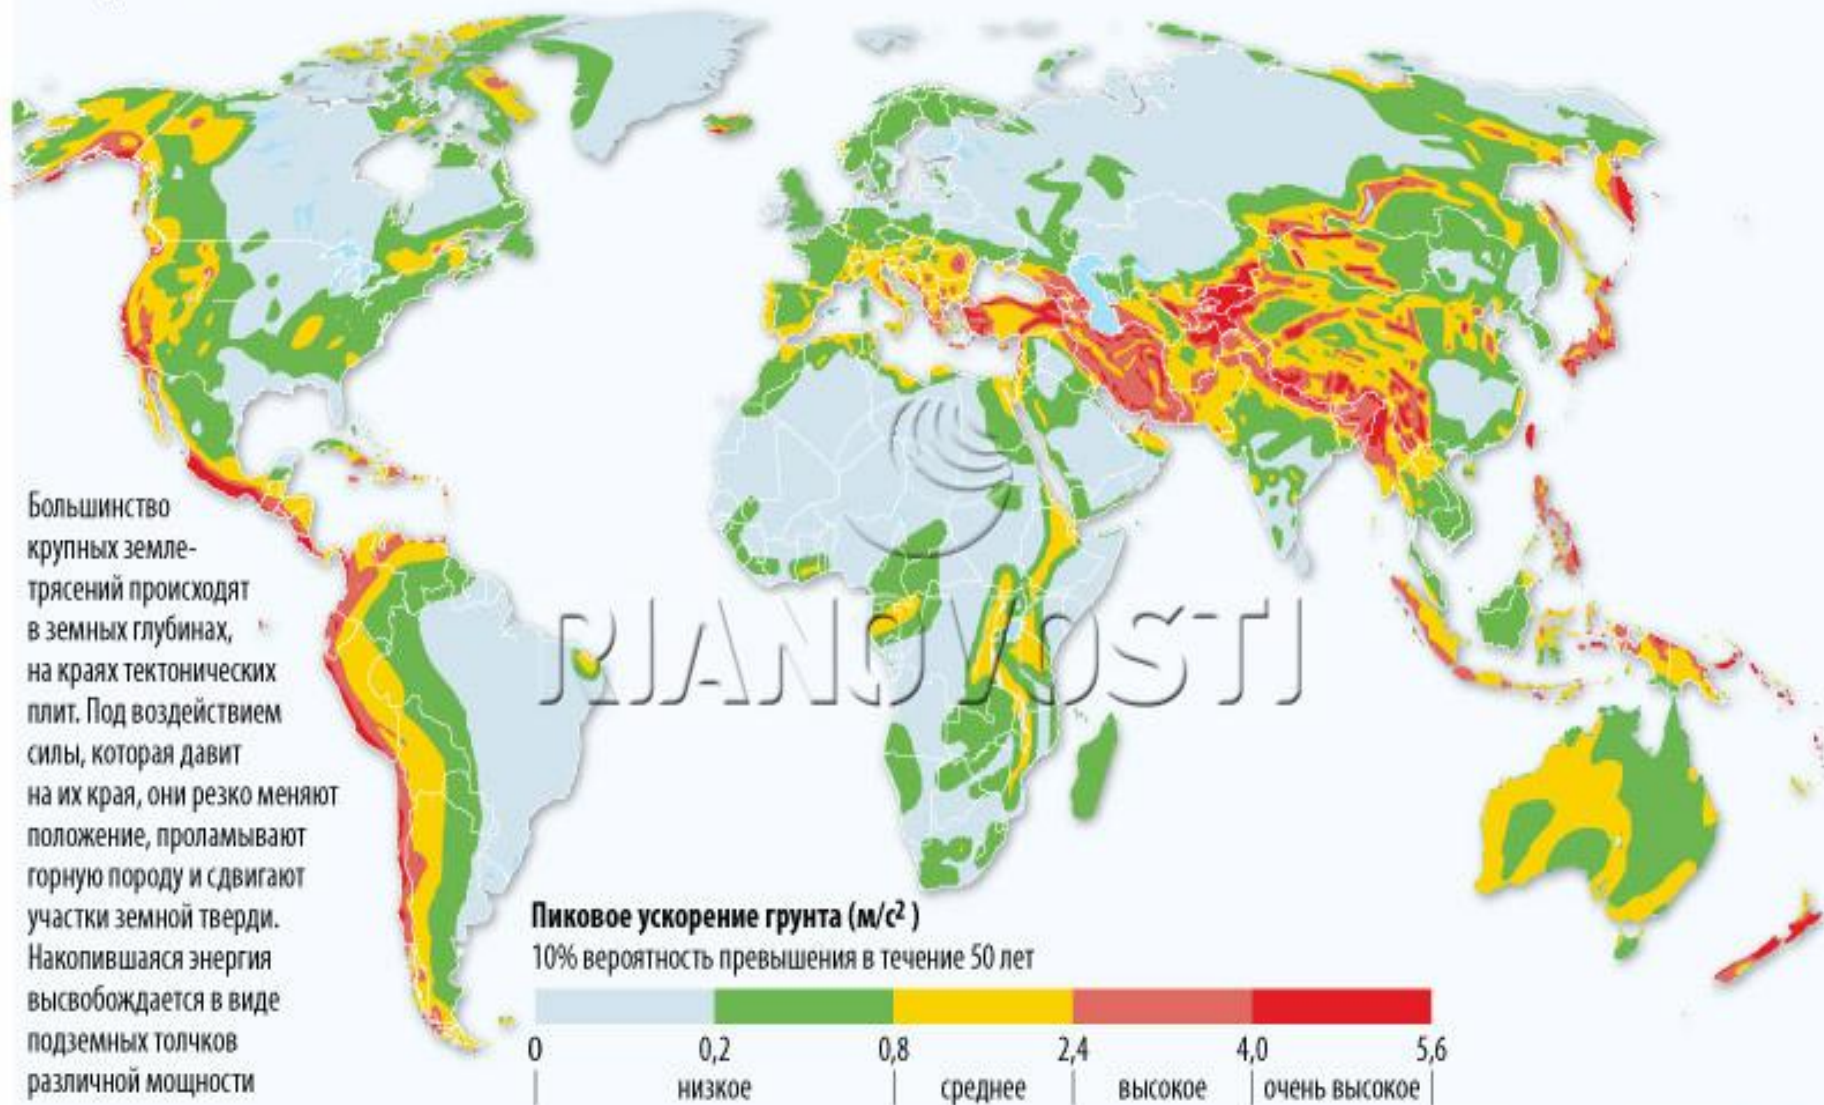 Большинство
крупных земле-
трясений происходят
в земных глубинах,
на краях тектонических
плит. Под воздействием
силы, которая давит
на их края, они резко меняют
положение, проламывают
горную породу и сдвигают
участки земной тверди.
Накопившаяся энергия
высвобождается в виде
подземных толчков
различной мощности
RIANOVOSTI
Пиковое ускорение грунта (м/с² )
10% вероятность превышения в течение 50 лет
0 0,2 0,8 2,4 4,0 5,6
низкое среднее высокое очень высокое